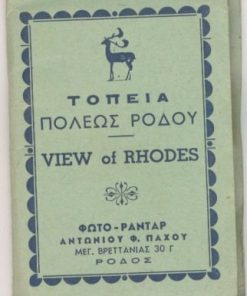 ΤΟΠΕΙΑ
ΠΟΛΕΩΣ ΡΟΔΟΥ
VIEW of RHODES
ΦΩΤΟ-ΡΑΝΤΑΡ
ΑΝΤΩΝΙΟΥ Φ. ΠΑΧΟΥ
ΜΕΓ. ΒΡΕΤΤΑΝΙΑΣ 30 Γ
ΡΟΔΟΣ